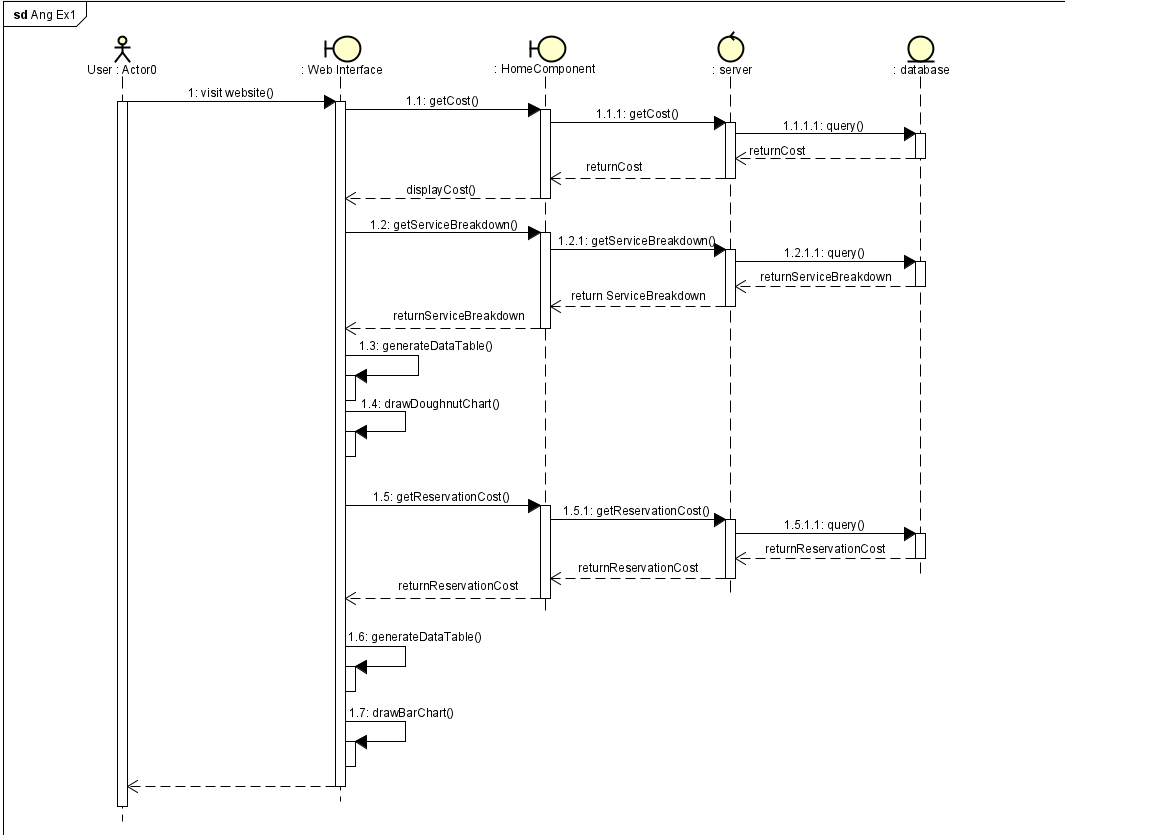 sd Ang Ex1
User : Actor0
: Web Interface
: HomeComponent
: server
: database
1: visit website()
1.1: getCost()
1.1.1: getCost()
1.1.1.1: query()
returnCost
returnCost
displayCost()
1.2: getServiceBreakdown()
1.2.1: getServiceBreakdown()
1.2.1.1: query()
returnServiceBreakdown
return ServiceBreakdown
returnServiceBreakdown
1.3: generateDataTable()
1.4: drawDoughnutChart()
1.5: getReservationCost()
1.5.1: getReservationCost()
1.5.1.1: query()
returnReservationCost
returnReservationCost
returnReservationCost
1.6: generateDataTable()
1.7: drawBarChart()